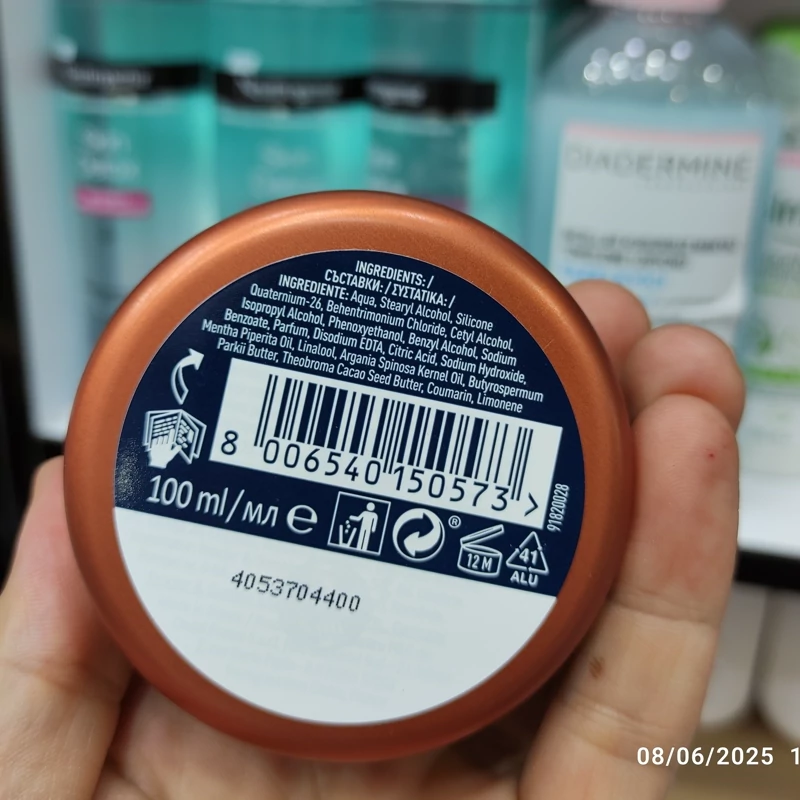 Neutrogena
Neutrogena
DIADERMINE
INGREDIENTS: /
СЪСТАВКИ: / ΣΥΣΤΑΤΙΚΑ: /
INGREDIENTE: Aqua, Stearyl Alcohol, Silicone
Quaternium-26, Behentrimonium Chloride, Cetyl Alcohol,
Isopropyl Alcohol, Phenoxyethanol, Benzyl Alcohol, Sodium
Benzoate, Parfum, Disodium EDTA, Citric Acid, Sodium Hydroxide,
Mentha Piperita Oil, Linalool, Argania Spinosa Kernel Oil, Butyrospermum
Parkii Butter, Theobroma Cacao Seed Butter, Coumarin, Limonene
8 006540 150573 >
91820028
100 ml/мл e
®
12 M
41
ALU
4053704400
08/06/2025 1